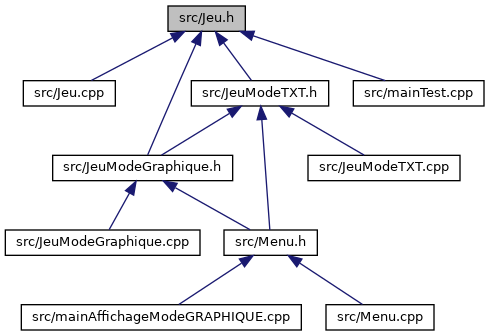 src/Jeu.h
src/Jeu.cpp
src/JeuModeTXT.h
src/mainTest.cpp
src/JeuModeGraphique.h
src/JeuModeTXT.cpp
src/JeuModeGraphique.cpp
src/Menu.h
src/mainAffichageModeGRAPHIQUE.cpp
src/Menu.cpp